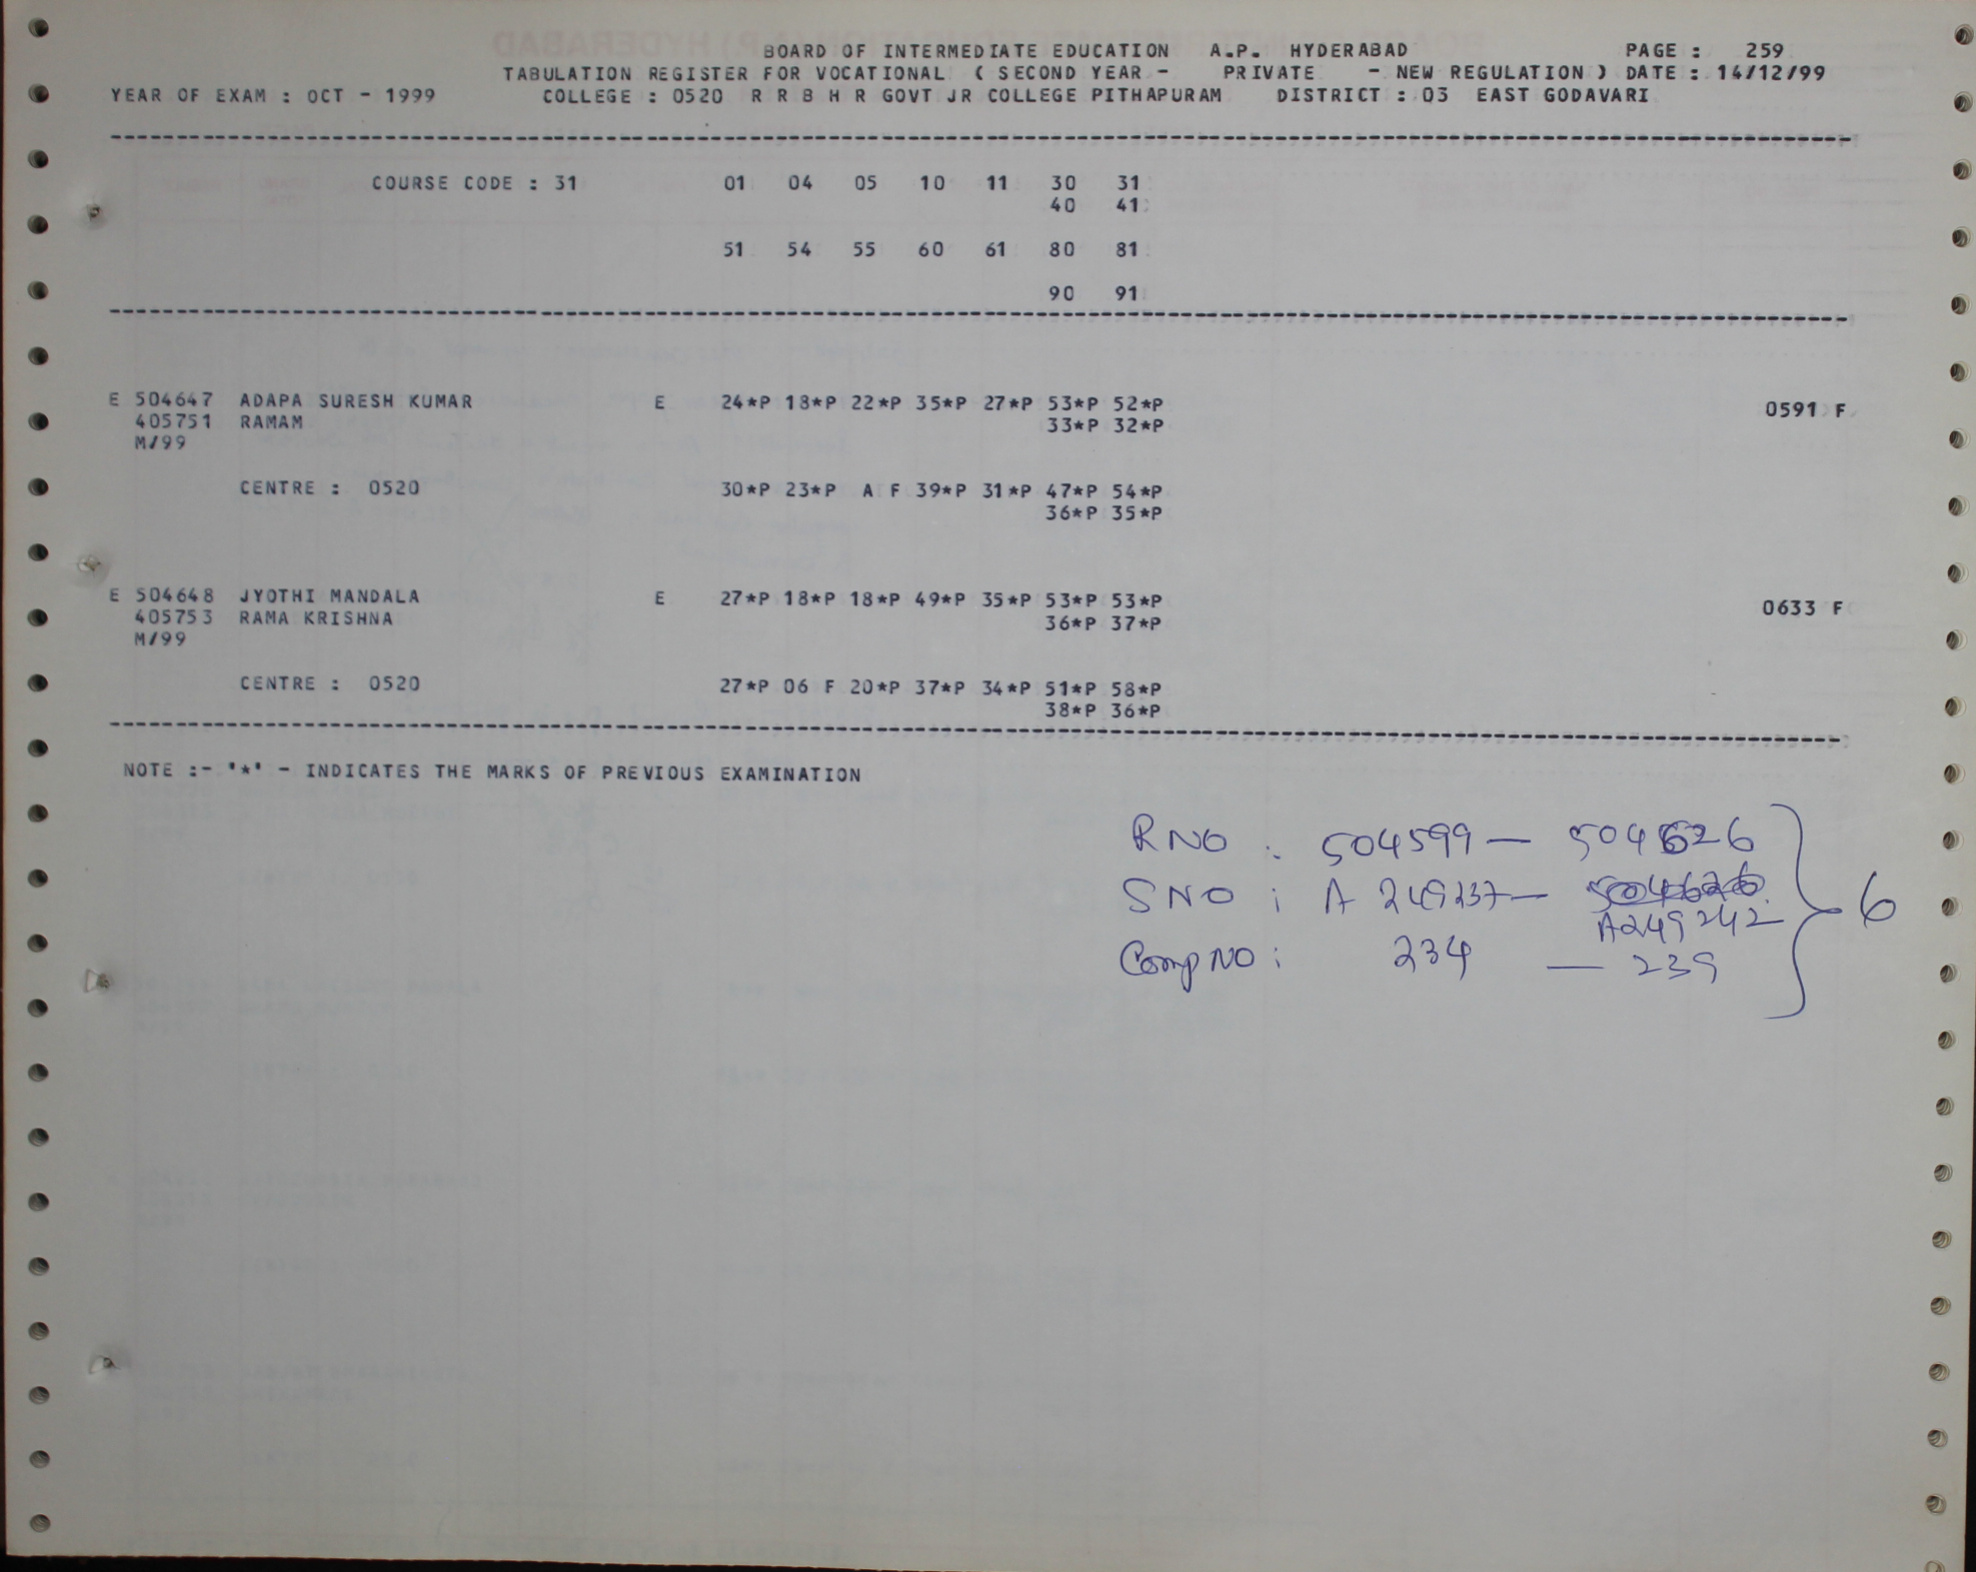 BOARD OF INTERMEDIATE EDUCATION A.P. HYDERABAD PAGE : 259
TABULATION REGISTER FOR VOCATIONAL ( SECOND YEAR - PRIVATE - NEW REGULATION ) DATE : 14/12/99
YEAR OF EXAM : OCT - 1999 COLLEGE : 0520 R R B H R GOVT JR COLLEGE PITHAPURAM DISTRICT : 03 EAST GODAVARI
COURSE CODE : 31 01 04 05 10 11 30 31
40 41
51 54 55 60 61 80 81
90 91
E 504647 ADAPA SURESH KUMAR E 24*P 18*P 22*P 35*P 27*P 53*P 52*P 0591 F
405751 RAMAM 33*P 32*P
M/99
CENTRE : 0520 30*P 23*P A F 39*P 31*P 47*P 54*P
36*P 35*P
E 504648 JYOTHI MANDALA E 27*P 18*P 18*P 49*P 35*P 53*P 53*P 0633 F
405753 RAMA KRISHNA 36*P 37*P
M/99
CENTRE : 0520 27*P 06 F 20*P 37*P 34*P 51*P 58*P
38*P 36*P
NOTE :- '*' - INDICATES THE MARKS OF PREVIOUS EXAMINATION
RNO : 504599 — 504626
SNO : A 249237 — A249242 6
Comp NO : 234 — 239